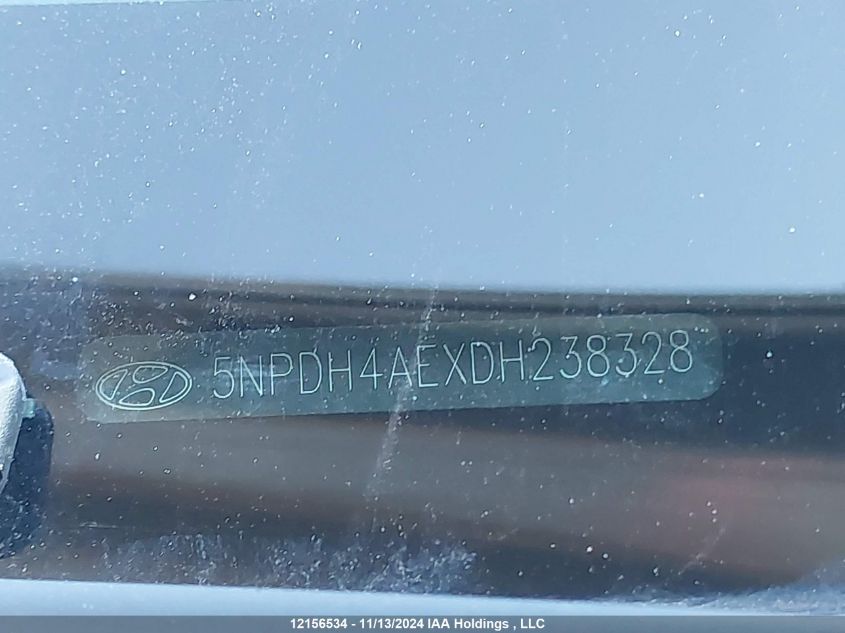 5NPDH4AEXDH238328
12156534 - 11/13/2024 IAA Holdings , LLC